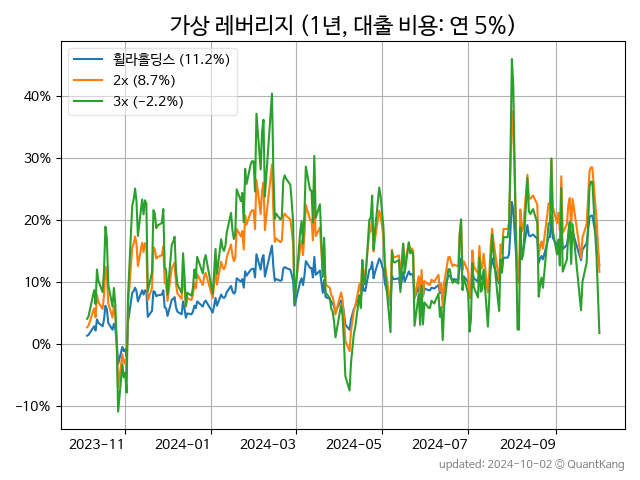 가상 레버리지 (1년, 대출 비용: 연 5%)
휠라홀딩스 (11.2%)
2x (8.7%)
3x (-2.2%)
40%
30%
20%
10%
0%
-10%
2023-11 2024-01 2024-03 2024-05 2024-07 2024-09
updated: 2024-10-02 © QuantKang